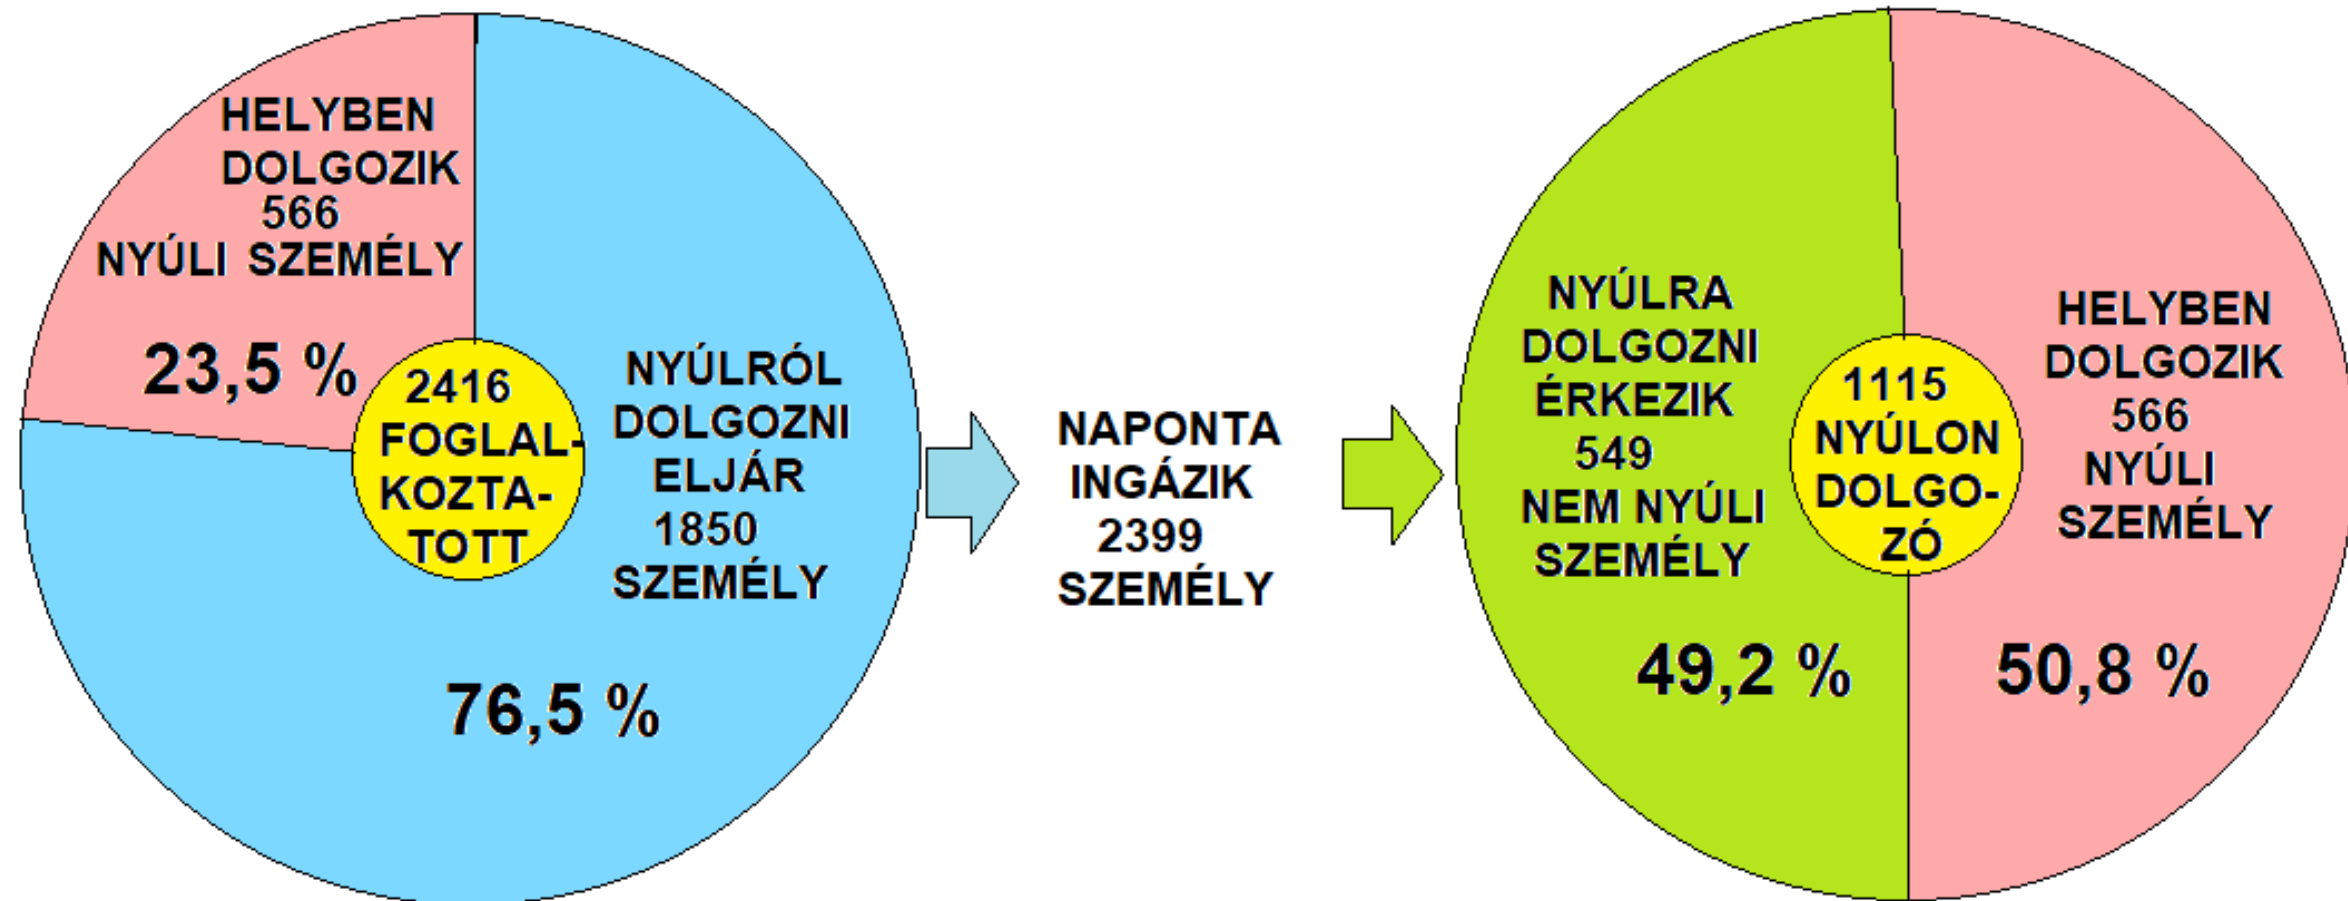 HELYBEN
DOLGOZIK
566
NYÚLI SZEMÉLY
23,5 %
2416
FOGLAL-
KOZTA-
TOTT
NYÚLRÓL
DOLGOZNI
ELJÁR
1850
SZEMÉLY
76,5 %
NAPONTA
INGÁZIK
2399
SZEMÉLY
NYÚLRA
DOLGOZNI
ÉRKEZIK
549
NEM NYÚLI
SZEMÉLY
49,2 %
1115
NYÚLON
DOLGO-
ZÓ
HELYBEN
DOLGOZIK
566
NYÚLI
SZEMÉLY
50,8 %